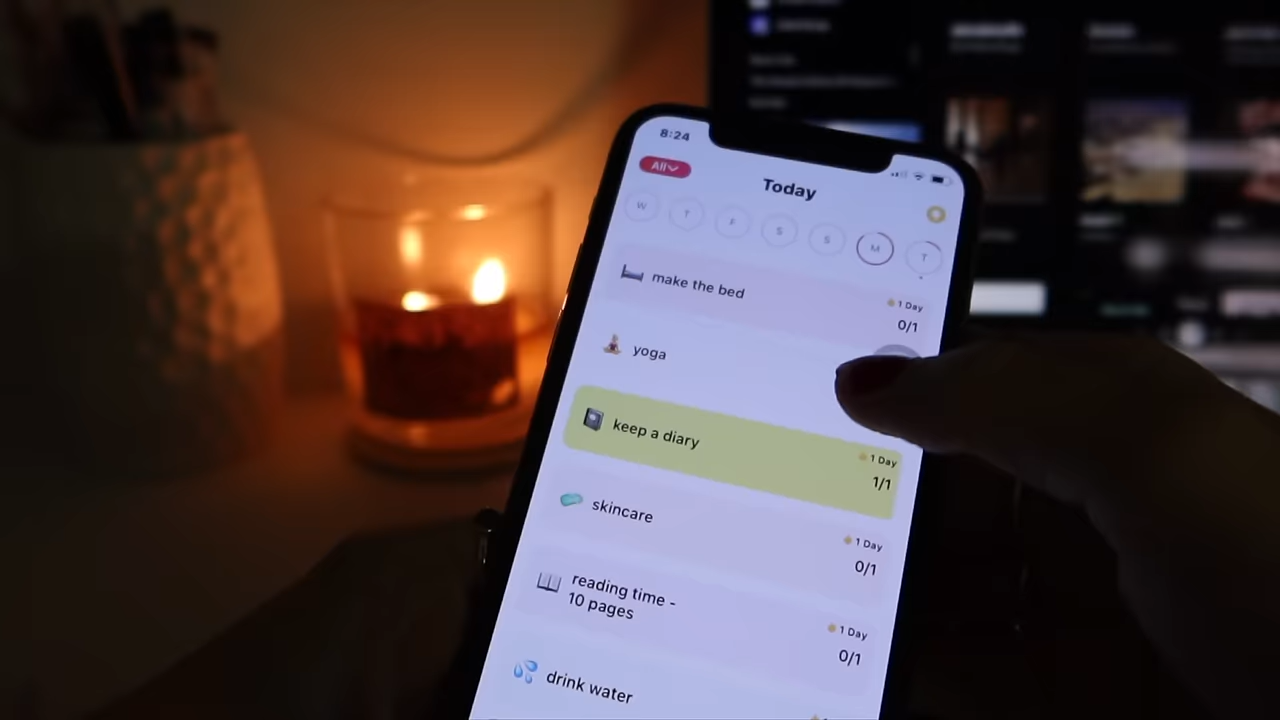 8:24
All
Today
W T F S S M T
make the bed
1 Day
0/1
yoga
keep a diary
1 Day
1/1
skincare
1 Day
0/1
reading time -
10 pages
1 Day
0/1
drink water